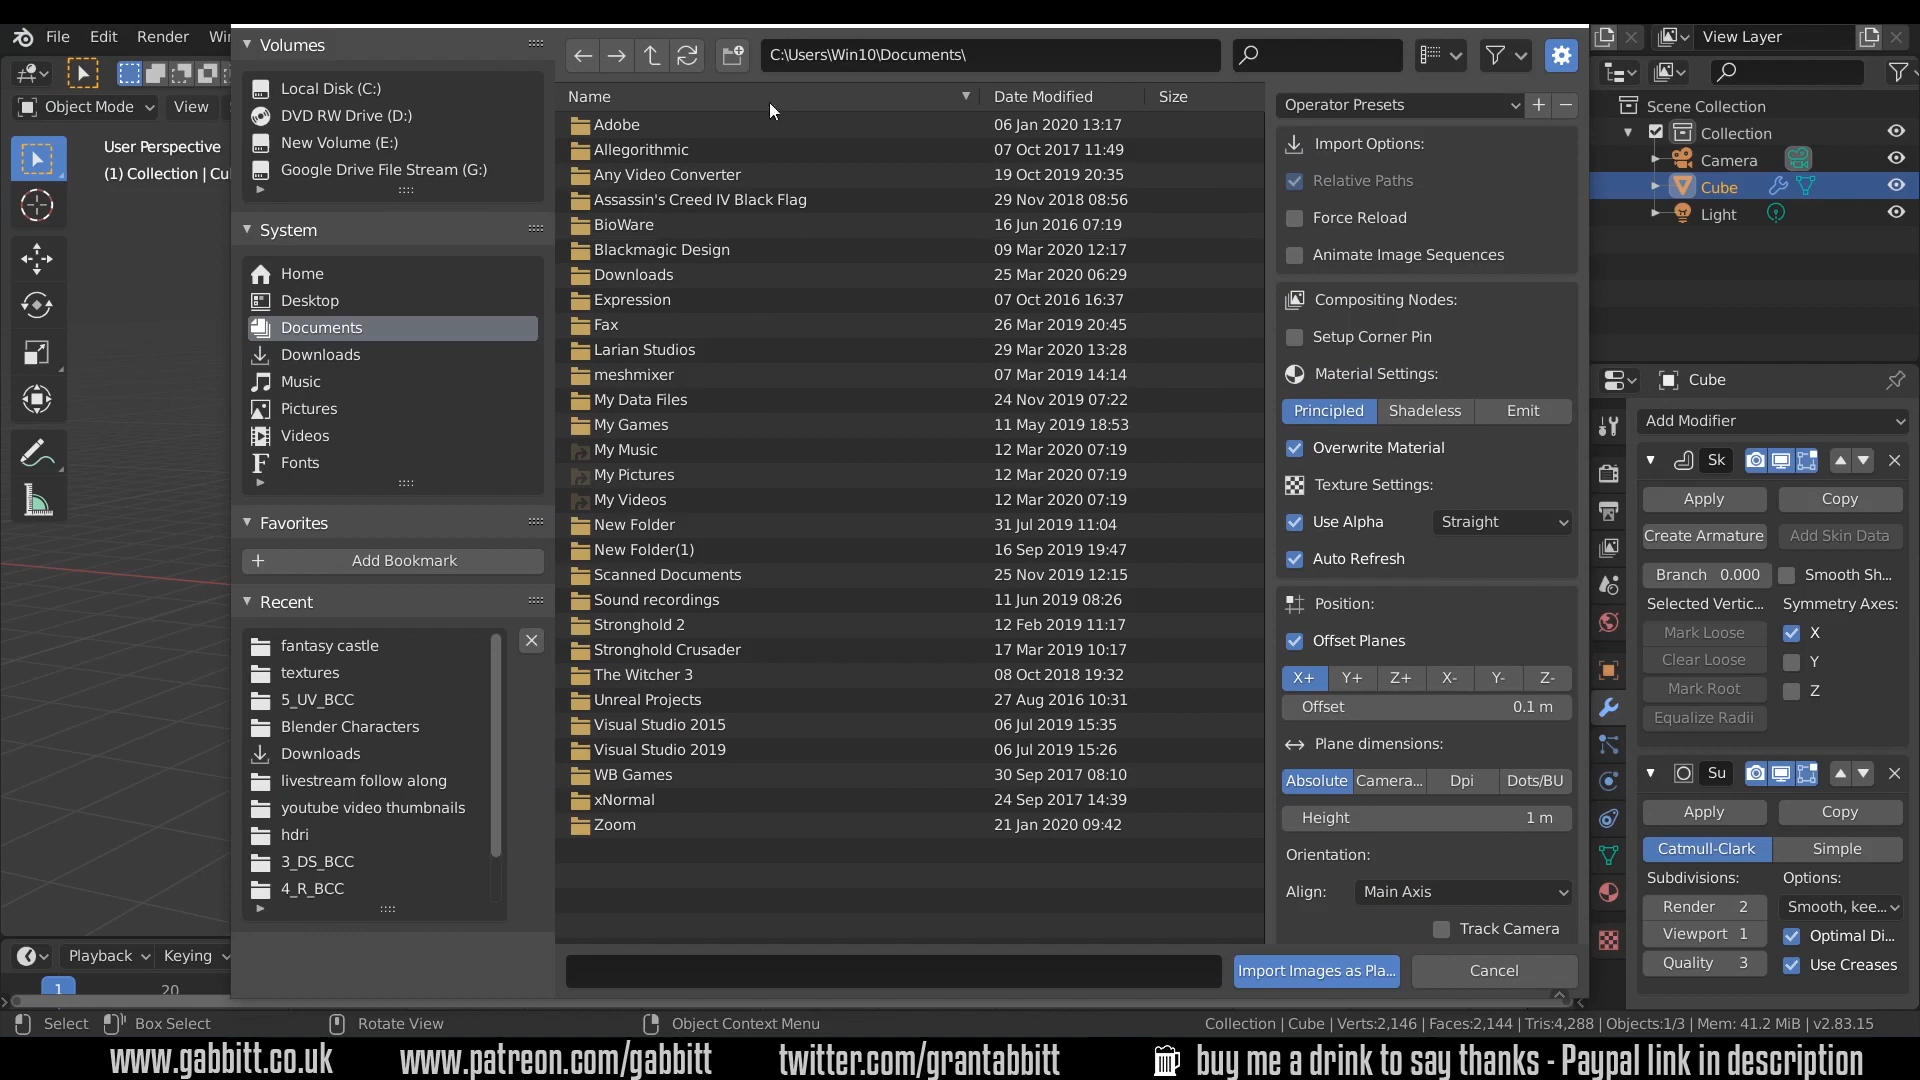 File Edit Render Win
Object Mode View
User Perspective
(1) Collection | Cu
Volumes
Local Disk (C:)
DVD RW Drive (D:)
New Volume (E:)
Google Drive File Stream (G:)
System
Home
Desktop
Documents
Downloads
Music
Pictures
Videos
Fonts
Favorites
Add Bookmark
Recent
fantasy castle
textures
5_UV_BCC
Blender Characters
Downloads
livestream follow along
youtube video thumbnails
hdri
3_DS_BCC
4_R_BCC
C:\Users\Win10\Documents\
Name Date Modified Size
Adobe 06 Jan 2020 13:17
Allegorithmic 07 Oct 2017 11:49
Any Video Converter 19 Oct 2019 20:35
Assassin's Creed IV Black Flag 29 Nov 2018 08:56
BioWare 16 Jun 2016 07:19
Blackmagic Design 09 Mar 2020 12:17
Downloads 25 Mar 2020 06:29
Expression 07 Oct 2016 16:37
Fax 26 Mar 2019 20:45
Larian Studios 29 Mar 2020 13:28
meshmixer 07 Mar 2019 14:14
My Data Files 24 Nov 2019 07:22
My Games 11 May 2019 18:53
My Music 12 Mar 2020 07:19
My Pictures 12 Mar 2020 07:19
My Videos 12 Mar 2020 07:19
New Folder 31 Jul 2019 11:04
New Folder(1) 16 Sep 2019 19:47
Scanned Documents 25 Nov 2019 12:15
Sound recordings 11 Jun 2019 08:26
Stronghold 2 12 Feb 2019 11:17
Stronghold Crusader 17 Mar 2019 10:17
The Witcher 3 08 Oct 2018 19:32
Unreal Projects 27 Aug 2016 10:31
Visual Studio 2015 06 Jul 2019 15:35
Visual Studio 2019 06 Jul 2019 15:26
WB Games 30 Sep 2017 08:10
xNormal 24 Sep 2017 14:39
Zoom 21 Jan 2020 09:42
Operator Presets
Import Options:
Relative Paths
Force Reload
Animate Image Sequences
Compositing Nodes:
Setup Corner Pin
Material Settings:
Principled Shadeless Emit
Overwrite Material
Texture Settings:
Use Alpha Straight
Auto Refresh
Position:
Offset Planes
X+ Y+ Z+ X- Y- Z-
Offset 0.1 m
Plane dimensions:
Absolute Camera... Dpi Dots/BU
Height 1 m
Orientation:
Align: Main Axis
Track Camera
Import Images as Pla... Cancel
View Layer
Scene Collection
Collection
Camera
Cube
Light
Cube
Add Modifier
Sk
Apply Copy
Create Armature Add Skin Data
Branch 0.000 Smooth Sh...
Selected Vertic... Symmetry Axes:
Mark Loose X
Clear Loose Y
Mark Root Z
Equalize Radii
Su
Apply Copy
Catmull-Clark Simple
Subdivisions: Options:
Render 2 Smooth, kee...
Viewport 1 Optimal Di...
Quality 3 Use Creases
Playback Keying
1 20
Select Box Select Rotate View Object Context Menu
Collection | Cube | Verts:2,146 | Faces:2,144 | Tris:4,288 | Objects:1/3 | Mem: 41.2 MiB | v2.83.15
www.gabbitt.co.uk www.patreon.com/gabbitt twitter.com/grantabbitt buy me a drink to say thanks - Paypal link in description